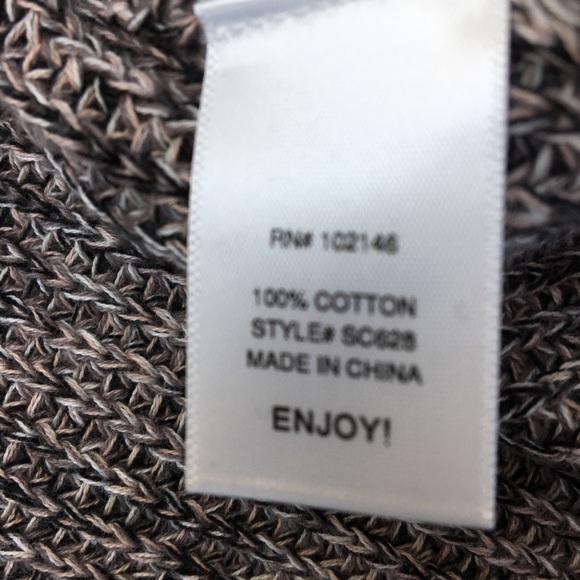 RN# 102146
100% COTTON
STYLE# SC628
MADE IN CHINA
ENJOY!